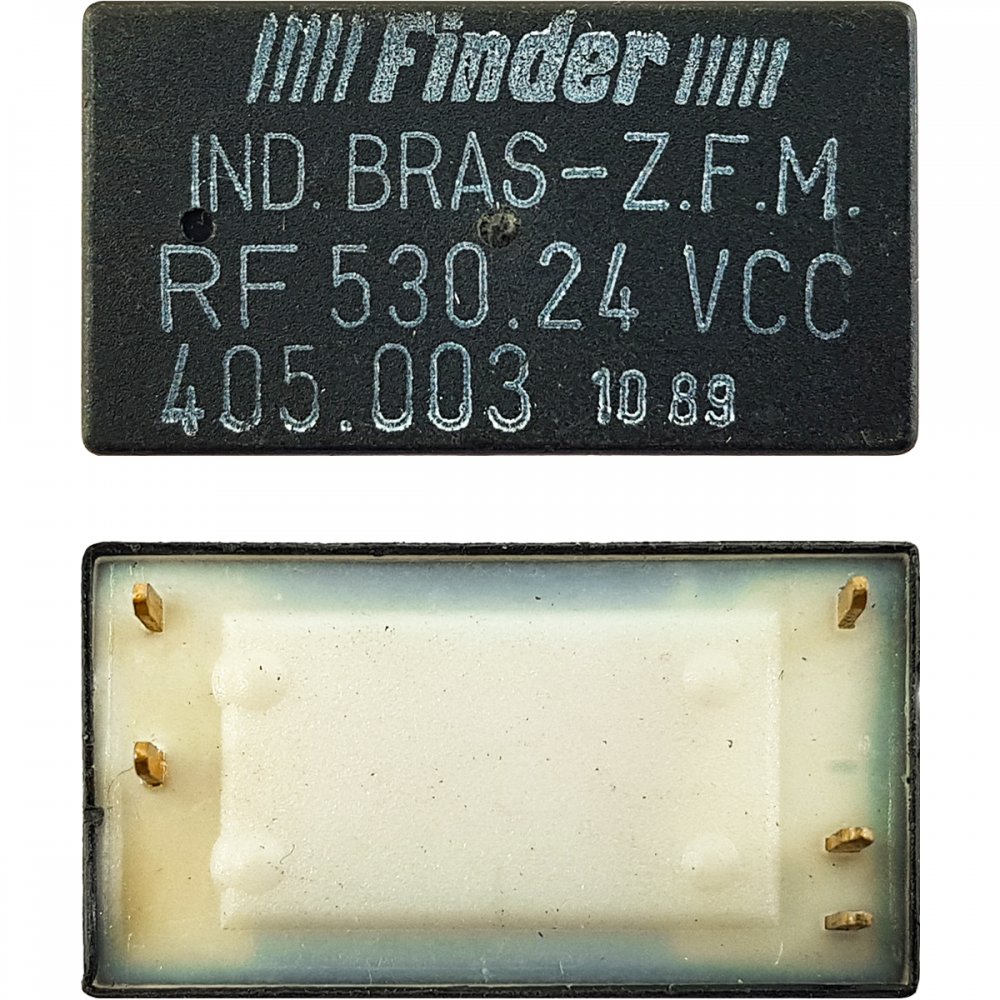 Finder
IND. BRAS-Z.F.M.
RF 530.24 VCC
405.003 10 89